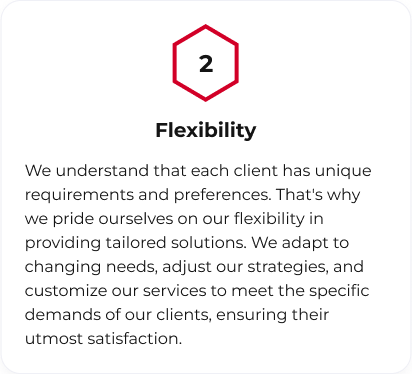 2
Flexibility
We understand that each client has unique
requirements and preferences. That's why
we pride ourselves on our flexibility in
providing tailored solutions. We adapt to
changing needs, adjust our strategies, and
customize our services to meet the specific
demands of our clients, ensuring their
utmost satisfaction.